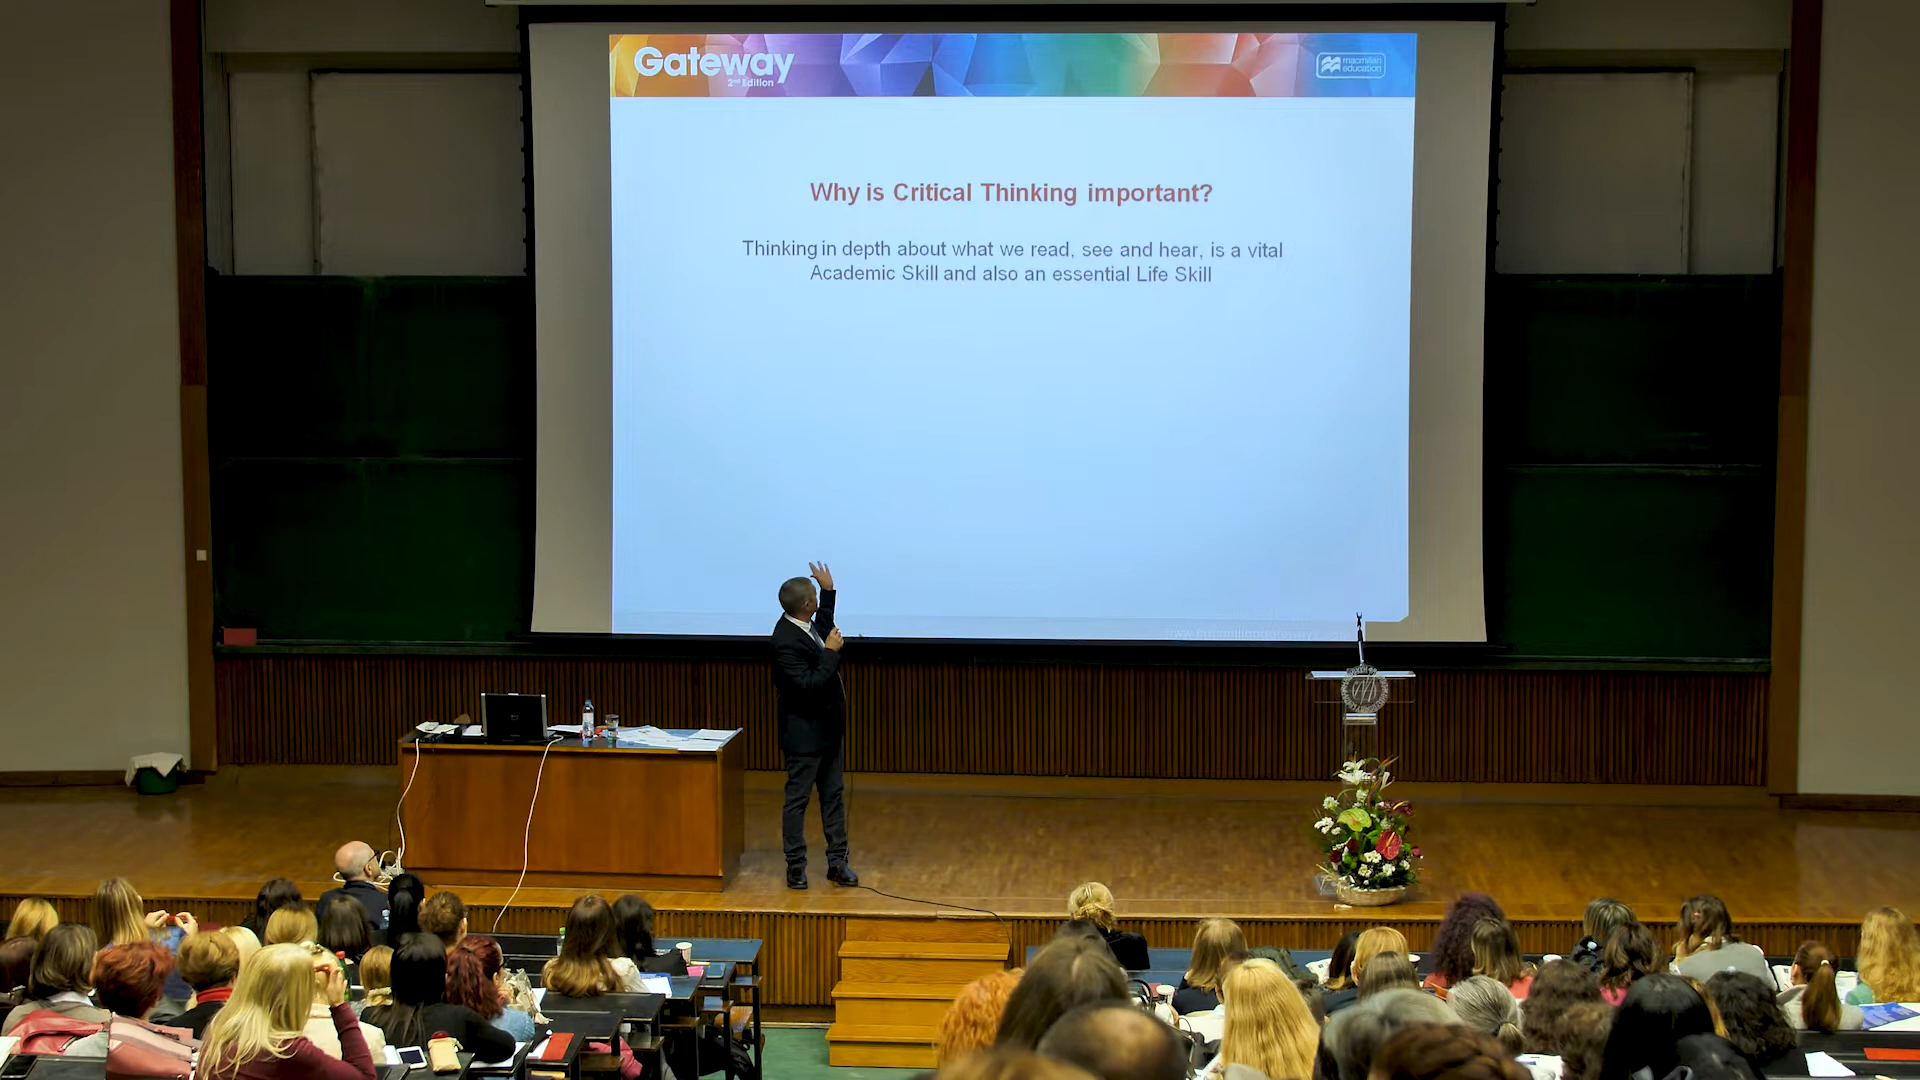 Gateway
2nd Edition
macmillan
education
Why is Critical Thinking important?
Thinking in depth about what we read, see and hear, is a vital
Academic Skill and also an essential Life Skill